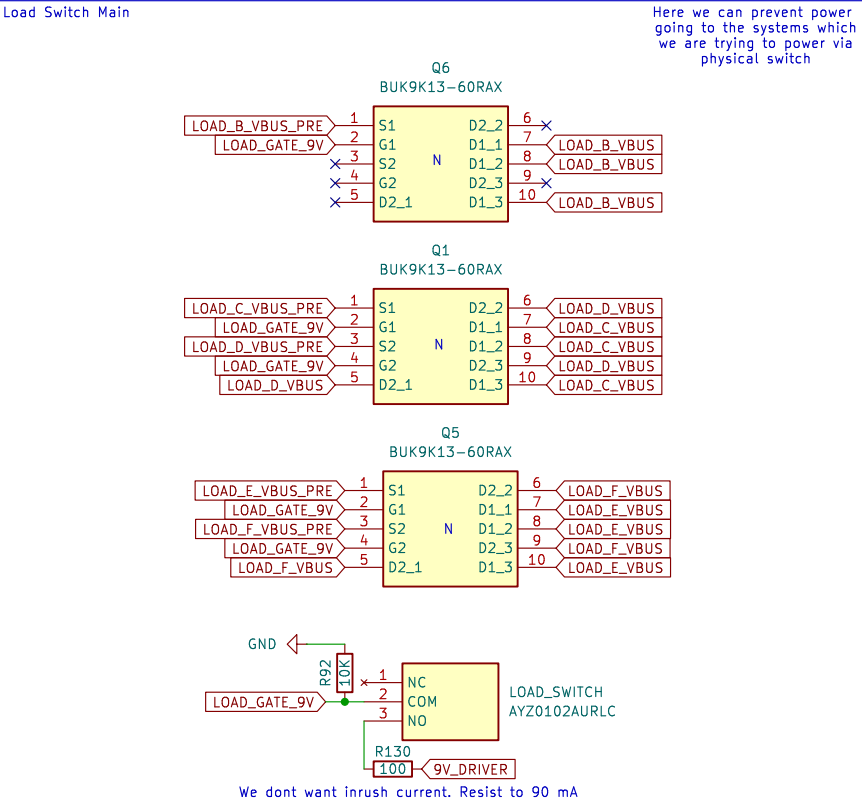 Load Switch Main
Here we can prevent power
going to the systems which
we are trying to power via
physical switch
Q6
BUK9K13-60RAX
LOAD_B_VBUS_PRE 1 S1 D2_2 6
LOAD_GATE_9V 2 G1 D1_1 7 LOAD_B_VBUS
3 S2 N D1_2 8 LOAD_B_VBUS
4 G2 D2_3 9
5 D2_1 D1_3 10 LOAD_B_VBUS
Q1
BUK9K13-60RAX
LOAD_C_VBUS_PRE 1 S1 D2_2 6 LOAD_D_VBUS
LOAD_GATE_9V 2 G1 D1_1 7 LOAD_C_VBUS
LOAD_D_VBUS_PRE 3 S2 N D1_2 8 LOAD_C_VBUS
LOAD_GATE_9V 4 G2 D2_3 9 LOAD_D_VBUS
LOAD_D_VBUS 5 D2_1 D1_3 10 LOAD_C_VBUS
Q5
BUK9K13-60RAX
LOAD_E_VBUS_PRE 1 S1 D2_2 6 LOAD_F_VBUS
LOAD_GATE_9V 2 G1 D1_1 7 LOAD_E_VBUS
LOAD_F_VBUS_PRE 3 S2 N D1_2 8 LOAD_E_VBUS
LOAD_GATE_9V 4 G2 D2_3 9 LOAD_F_VBUS
LOAD_F_VBUS 5 D2_1 D1_3 10 LOAD_E_VBUS
GND
R92
10K
1 NC
LOAD_GATE_9V 2 COM
3 NO
LOAD_SWITCH
AYZ0102AURLC
R130
100 9V_DRIVER
We dont want inrush current. Resist to 90 mA